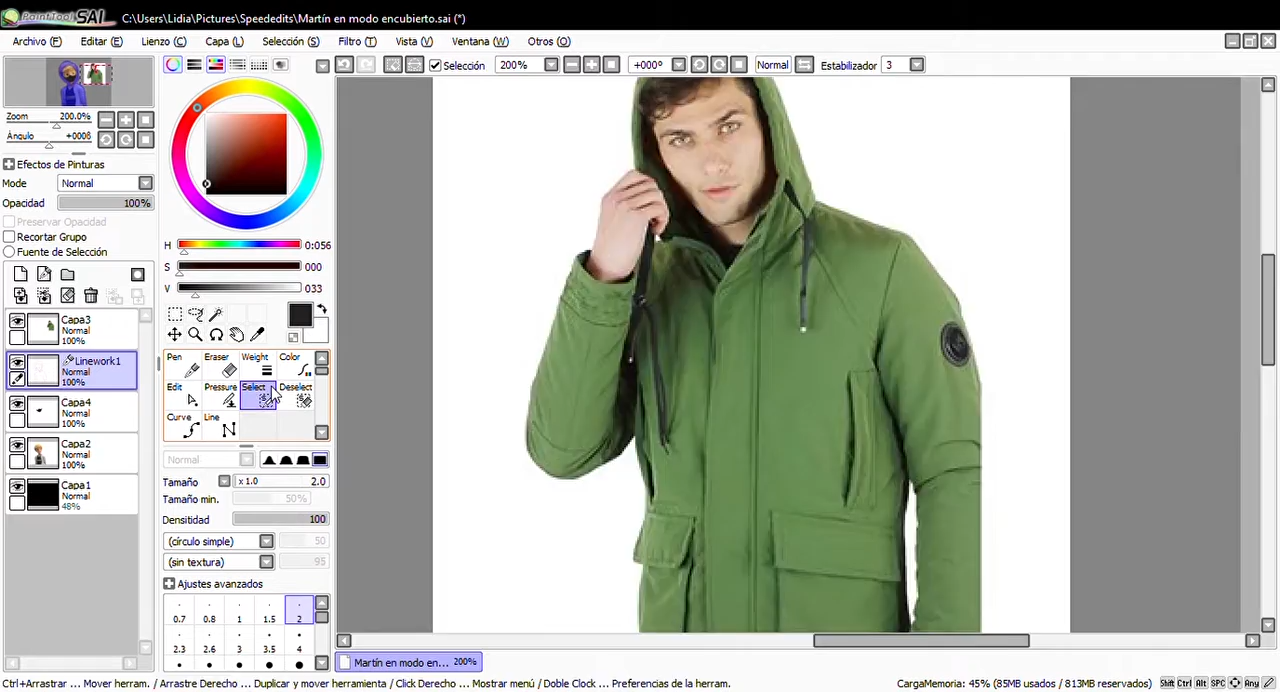 PaintTool SAI C:\Users\Lidia\Pictures\Speededits\Martín en modo encubierto.sai (*)
Archivo (F) Editar (E) Lienzo (C) Capa (L) Selección (S) Filtro (T) Vista (V) Ventana (W) Otros (O)
Selección 200% +000º Normal Estabilizador 3
Zoom 200.0%
Ángulo +0008
Efectos de Pinturas
Mode Normal
Opacidad 100%
Preservar Opacidad
Recortar Grupo
Fuente de Selección
Capa3
Normal
100%
Linework1
Normal
100%
Capa4
Normal
100%
Capa2
Normal
100%
Capa1
Normal
48%
H 0:056
S 000
V 033
Pen Eraser Weight Color
Edit Pressure Select Deselect
Curve Line
Normal
Tamaño x 1.0 2.0
Tamaño min. 50%
Densitidad 100
(círculo simple) 50
(sin textura) 95
Ajustes avanzados
0.7 0.8 1 1.5 2
2.3 2.6 3 3.5 4
Martín en modo en... 200%
Ctrl+Arrastrar ... Mover herram. / Arrastre Derecho ... Duplicar y mover herramienta / Click Derecho ... Mostrar menú / Doble Clock ... Preferencias de la herram.
CargaMemoria: 45% (85MB usados / 813MB reservados) Shift Ctrl Alt SPC Any